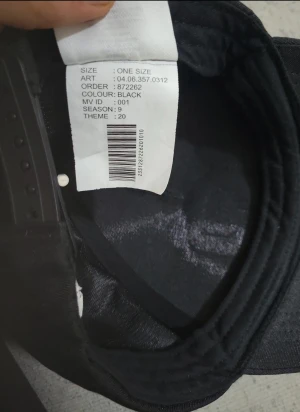 SIZE : ONE SIZE
ART : 04.06.357.0312
ORDER : 872262
COLOUR: BLACK
MV ID : 001
SEASON: 9
THEME : 20